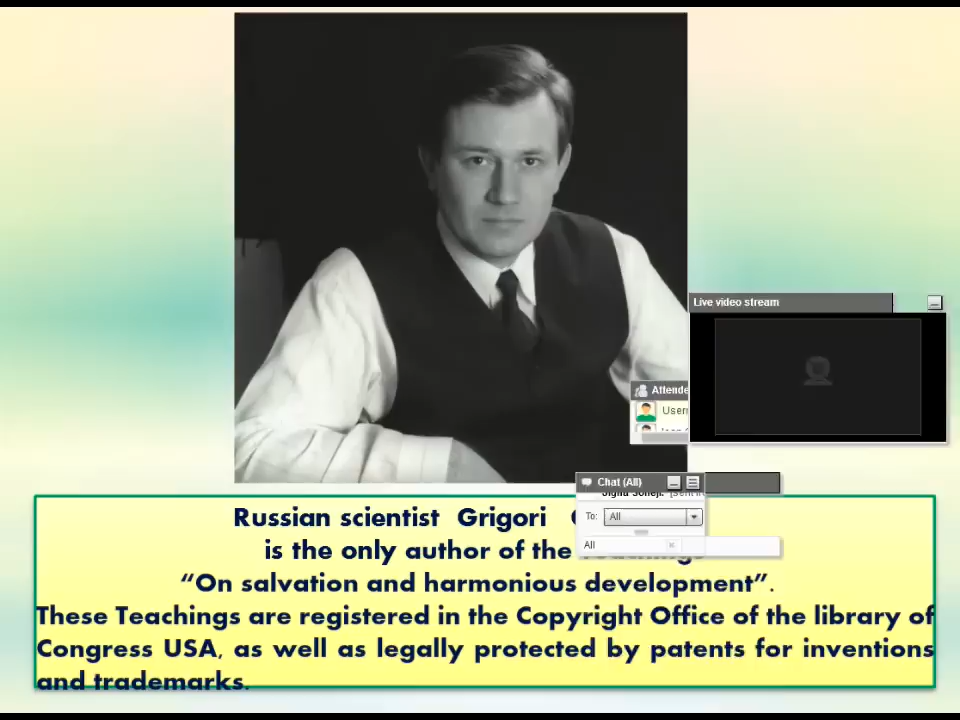 Live video stream
Attende
User
Chat (All)
To: All
All
Russian scientist Grigori
is the only author of the
“On salvation and harmonious development”.
These Teachings are registered in the Copyright Office of the library of
Congress USA, as well as legally protected by patents for inventions
and trademarks.